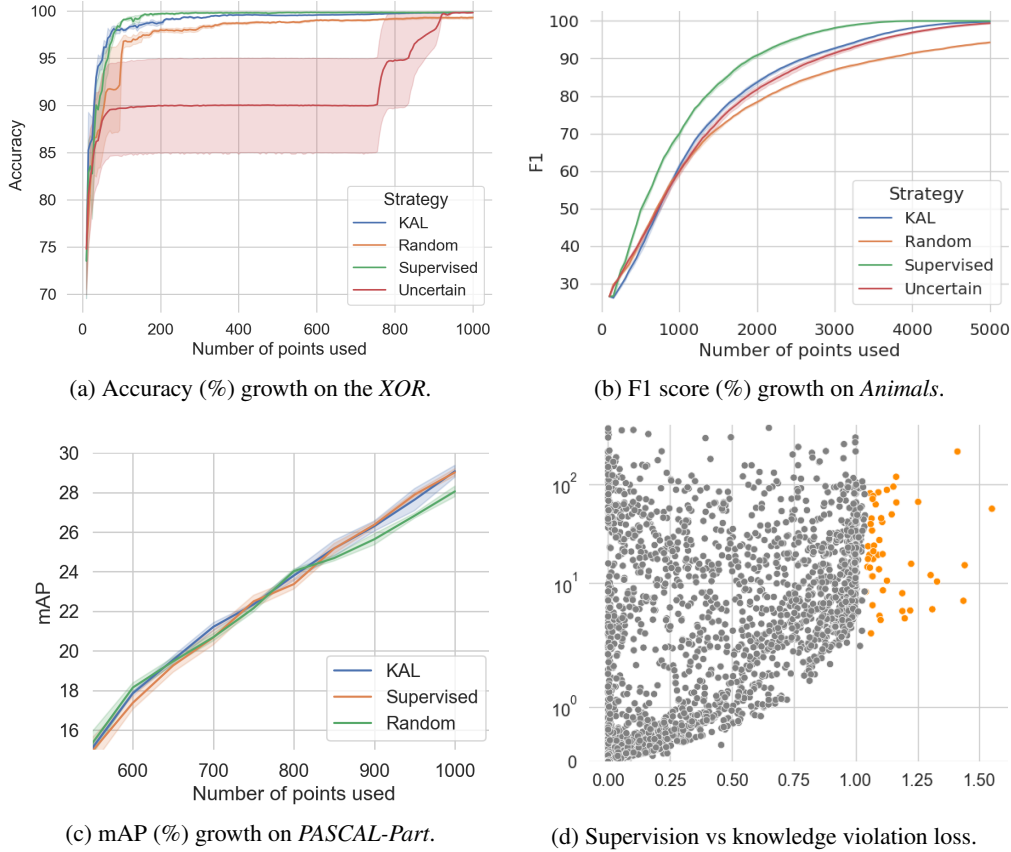 100
95
90
85
80
75
70
Accuracy
0
200
400
600
800
1000
Number of points used
Strategy
KAL
Random
Supervised
Uncertain
(a) Accuracy (%) growth on the XOR.
100
90
80
70
60
50
40
30
F1
0
1000
2000
3000
4000
5000
Number of points used
Strategy
KAL
Random
Supervised
Uncertain
(b) F1 score (%) growth on Animals.
30
28
26
24
22
20
18
16
mAP
600
700
800
900
1000
Number of points used
KAL
Supervised
Random
(c) mAP (%) growth on PASCAL-Part.
10²
10¹
10⁰
0
0.00
0.25
0.50
0.75
1.00
1.25
1.50
(d) Supervision vs knowledge violation loss.